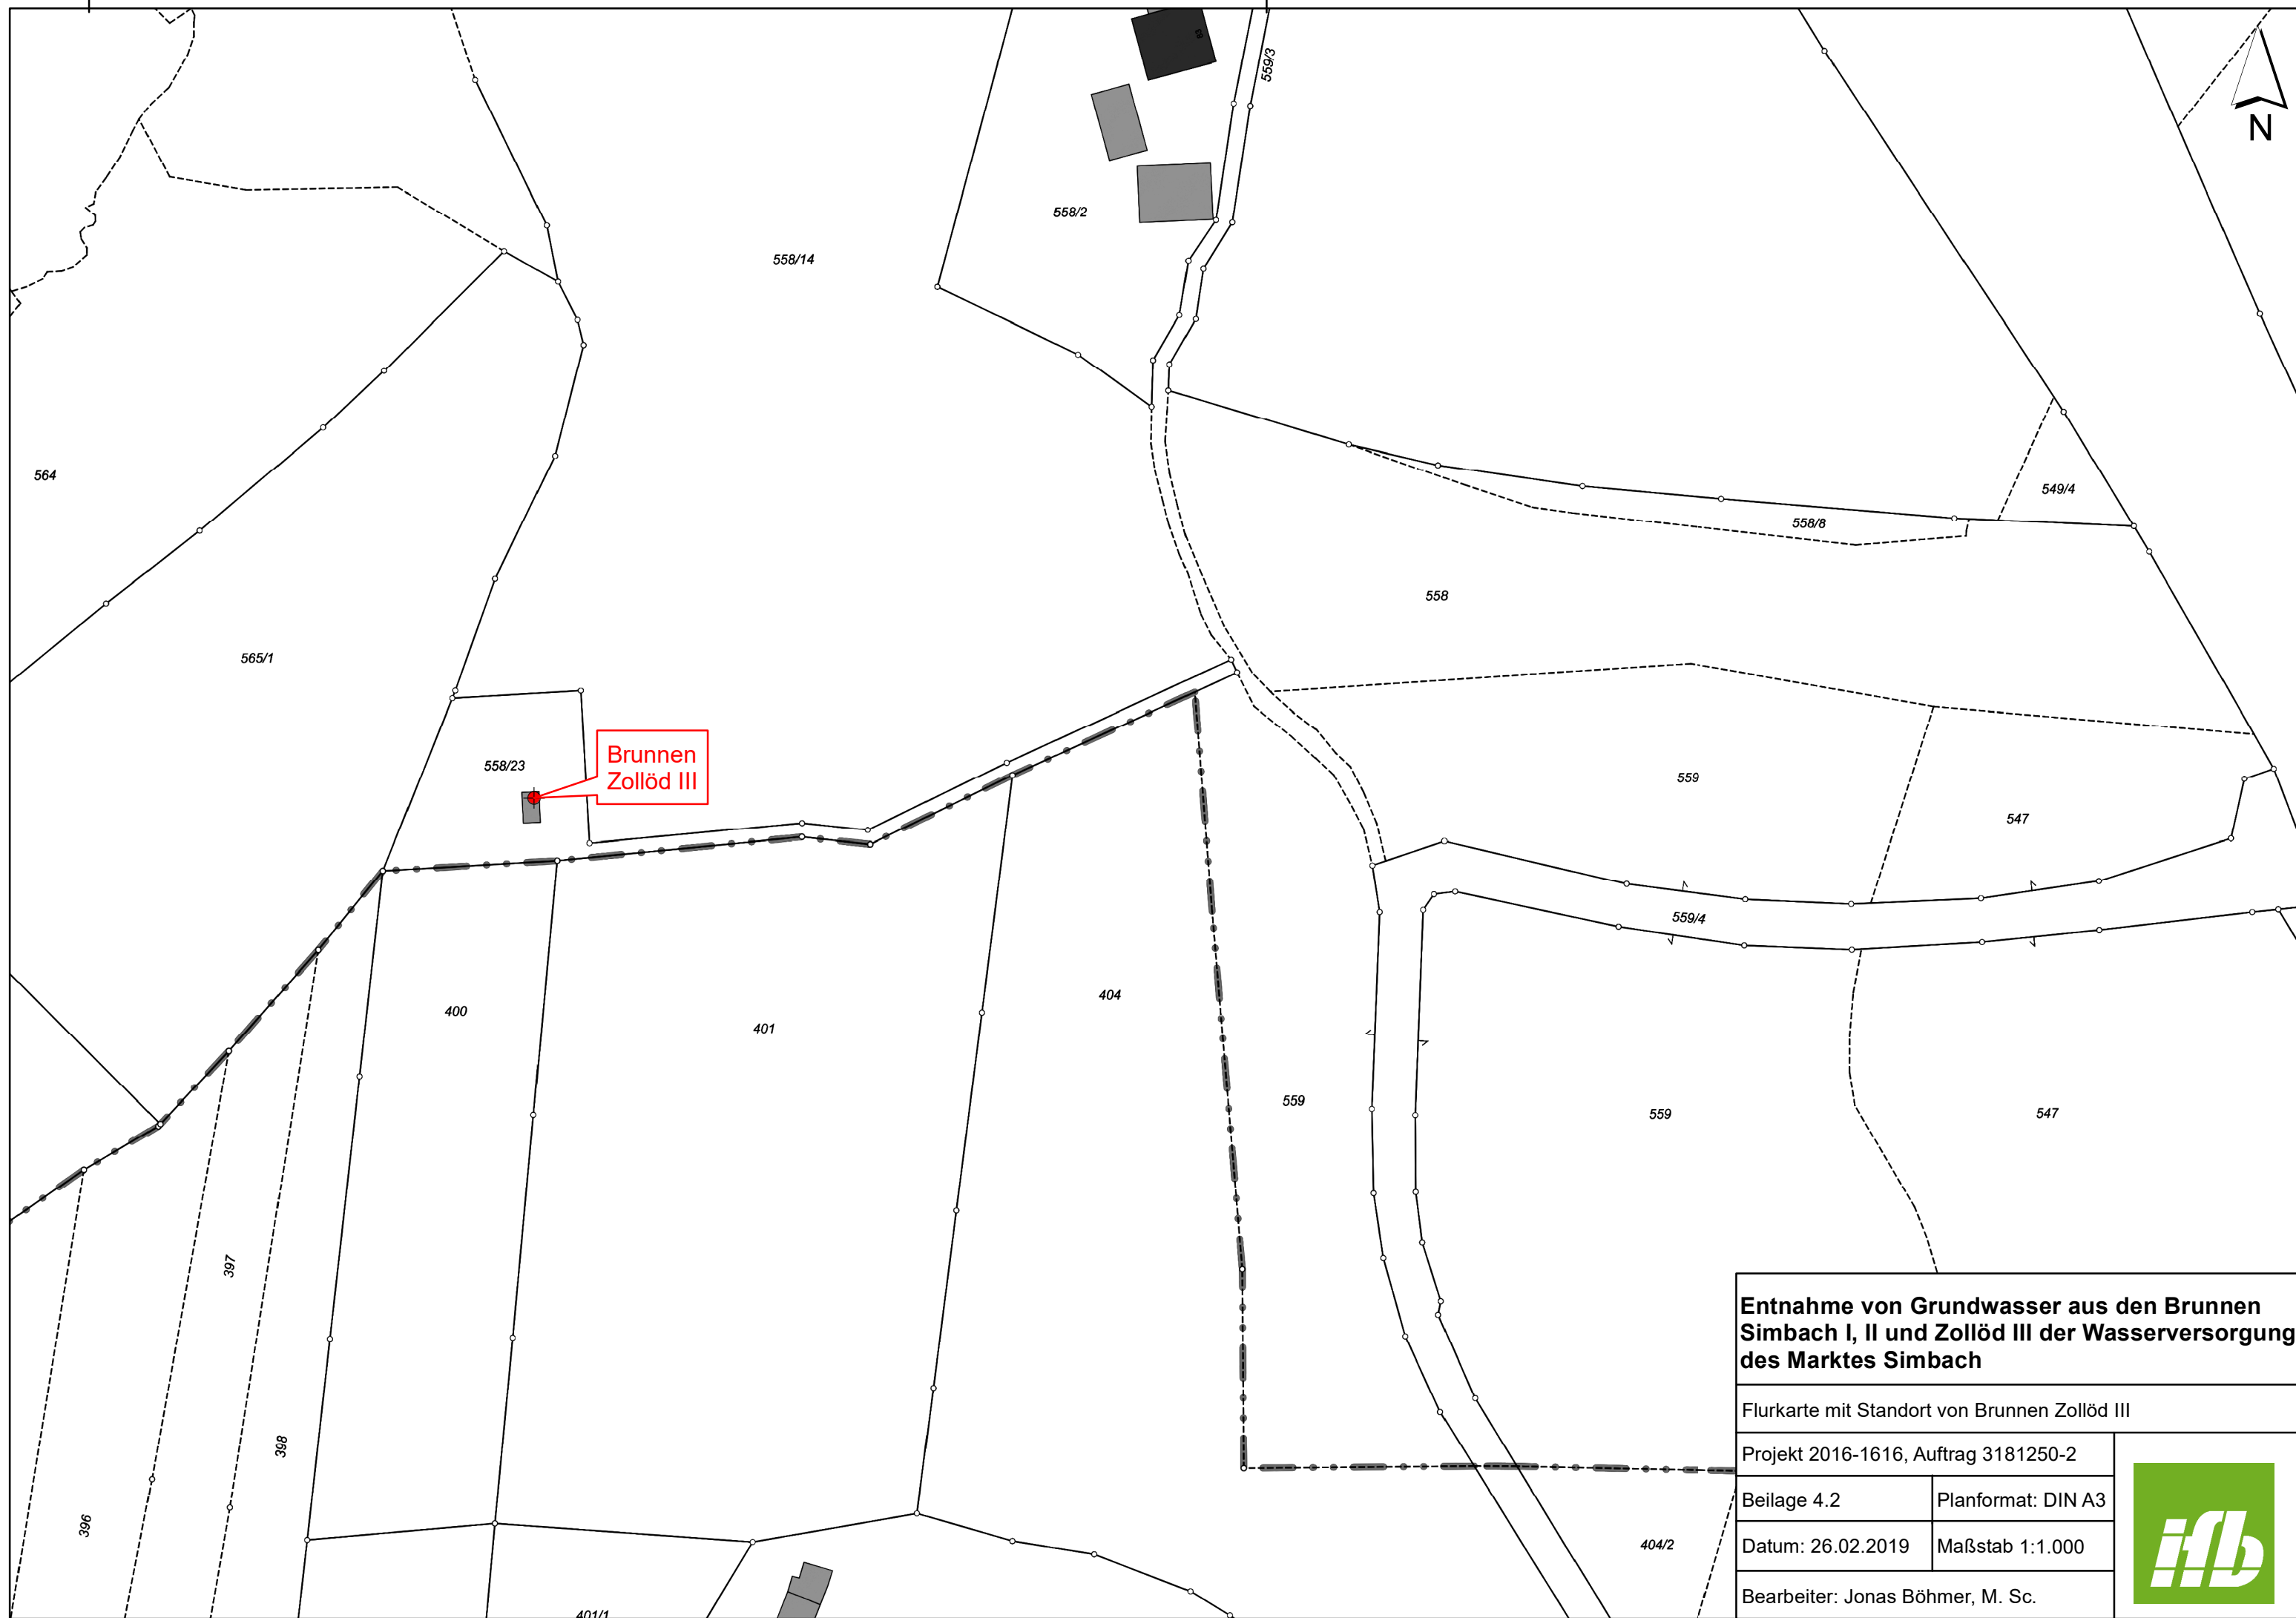 559/3
N
558/2
558/14
564
549/4
558/8
558
565/1
Brunnen
Zollöd III
558/23
559
547
559/4
404
400
401
559
559
547
397
398
396
404/2
401/1
Entnahme von Grundwasser aus den Brunnen
Simbach I, II und Zollöd III der Wasserversorgung
des Marktes Simbach
Flurkarte mit Standort von Brunnen Zollöd III
Projekt 2016-1616, Auftrag 3181250-2
Beilage 4.2
Planformat: DIN A3
Datum: 26.02.2019
Maßstab 1:1.000
Bearbeiter: Jonas Böhmer, M. Sc.
ifb